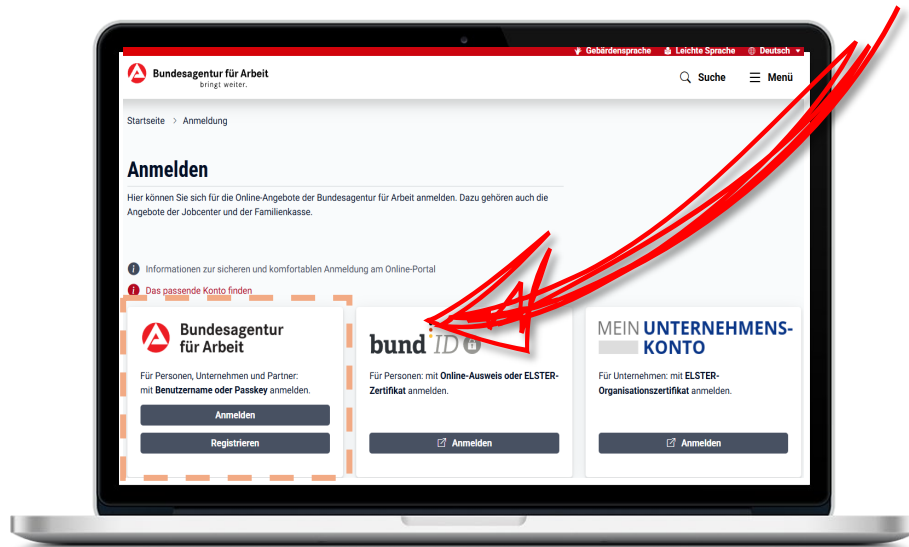 Gebärdensprache Leichte Sprache Deutsch
Bundesagentur für Arbeit
bringt weiter.
Suche Menü
Startseite > Anmeldung
Anmelden
Hier können Sie sich für die Online-Angebote der Bundesagentur für Arbeit anmelden. Dazu gehören auch die
Angebote der Jobcenter und der Familienkasse.
Informationen zur sicheren und komfortablen Anmeldung am Online-Portal
Das passende Konto finden
Bundesagentur
für Arbeit
Für Personen, Unternehmen und Partner:
mit Benutzername oder Passkey anmelden.
Anmelden
Registrieren
bundID
Für Personen: mit Online-Ausweis oder ELSTER-
Zertifikat anmelden.
Anmelden
MEIN UNTERNEHMENS-
KONTO
Für Unternehmen: mit ELSTER-
Organisationszertifikat anmelden.
Anmelden